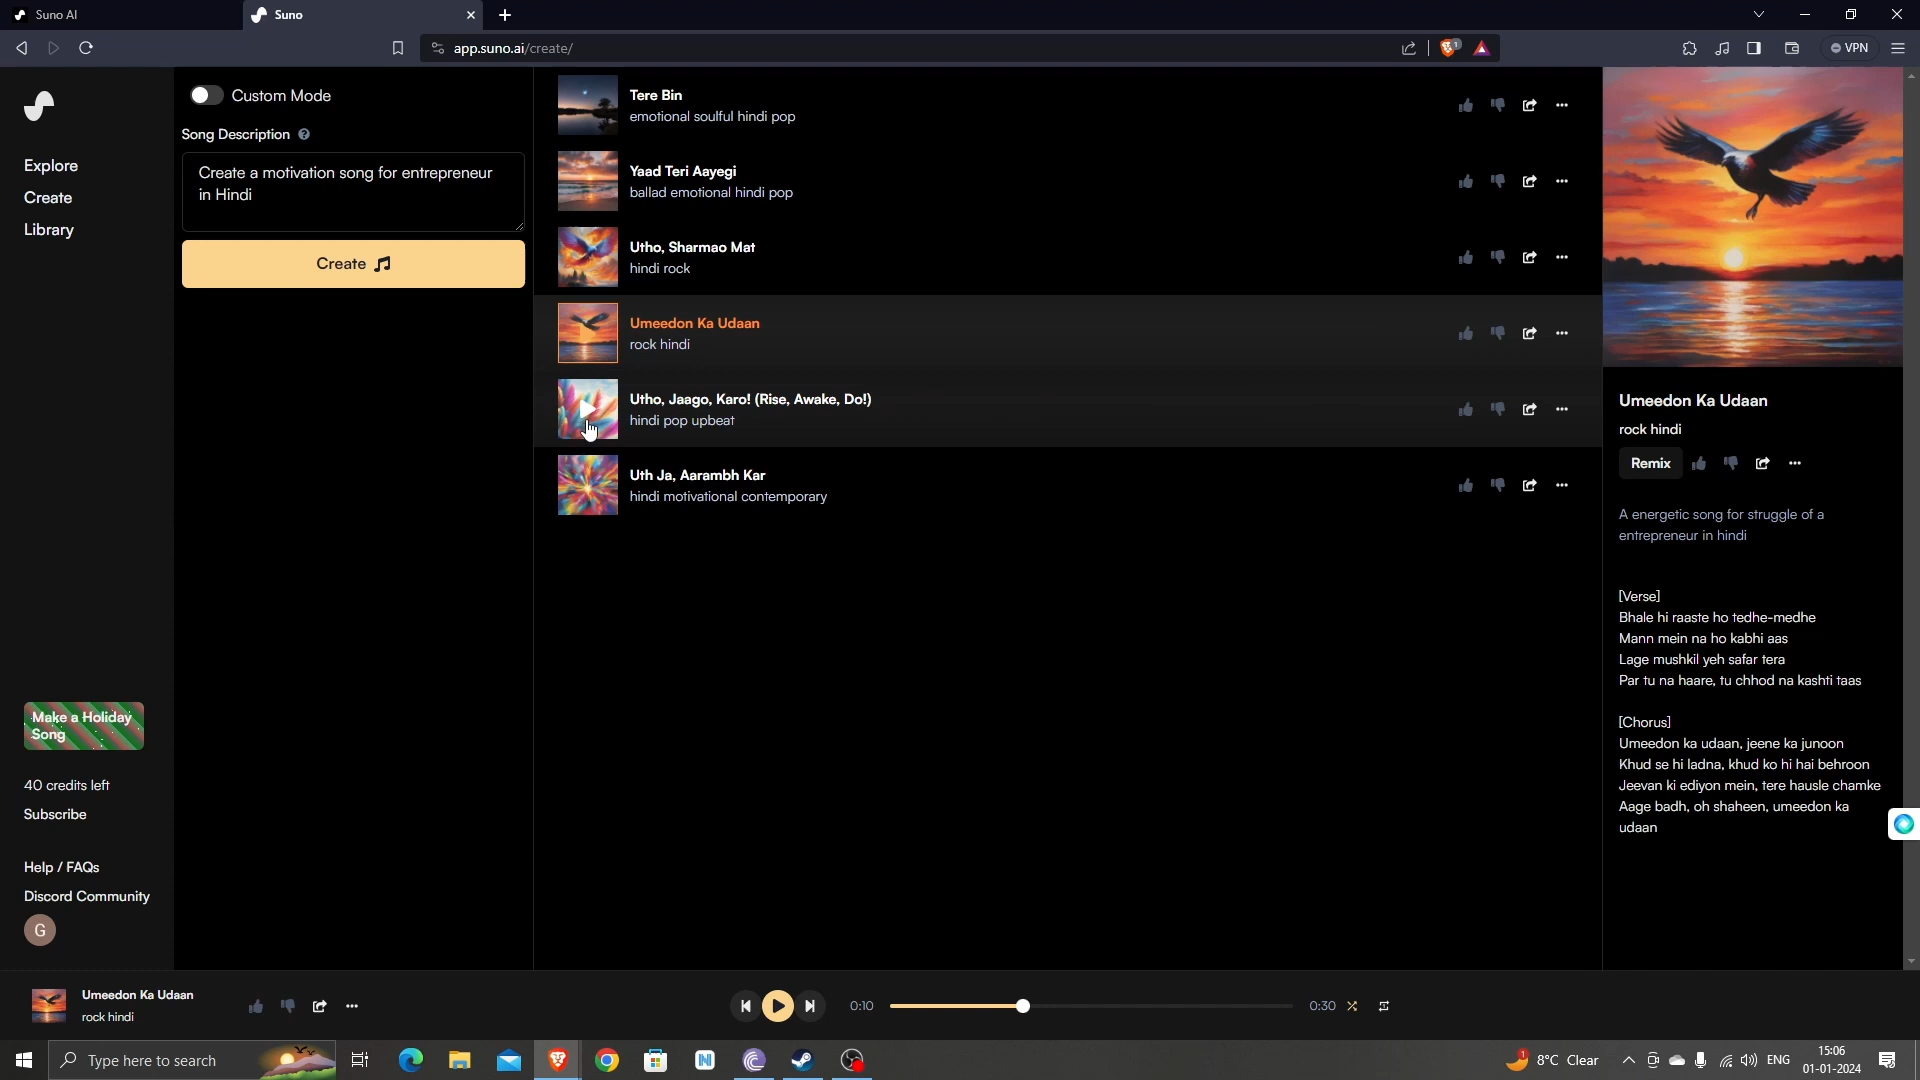 Suno AI
Suno
app.suno.ai/create/
VPN
Explore
Create
Library
Make a Holiday
Song
40 credits left
Subscribe
Help / FAQs
Discord Community
G
Custom Mode
Song Description
Create a motivation song for entrepreneur
in Hindi
Create
Tere Bin
emotional soulful hindi pop
Yaad Teri Aayegi
ballad emotional hindi pop
Utho, Sharmao Mat
hindi rock
Umeedon Ka Udaan
rock hindi
Utho, Jaago, Karo! (Rise, Awake, Do!)
hindi pop upbeat
Uth Ja, Aarambh Kar
hindi motivational contemporary
Umeedon Ka Udaan
rock hindi
Remix
A energetic song for struggle of a
entrepreneur in hindi
[Verse]
Bhale hi raaste ho tedhe-medhe
Mann mein na ho kabhi aas
Lage mushkil yeh safar tera
Par tu na haare, tu chhod na kashti taas
[Chorus]
Umeedon ka udaan, jeene ka junoon
Khud se hi ladna, khud ko hi hai behroon
Jeevan ki ediyon mein, tere hausle chamke
Aage badh, oh shaheen, umeedon ka
udaan
Umeedon Ka Udaan
rock hindi
0:10
0:30
Type here to search
1
8°C Clear
ENG
15:06
01-01-2024